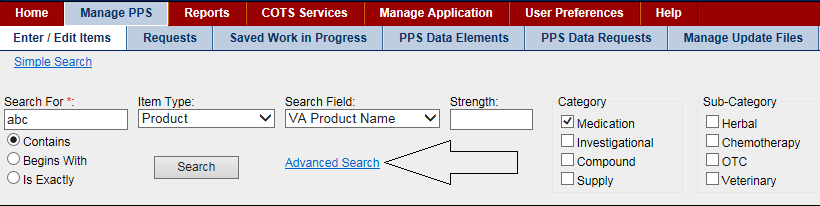 Home Manage PPS Reports COTS Services Manage Application User Preferences Help
Enter / Edit Items Requests Saved Work in Progress PPS Data Elements PPS Data Requests Manage Update Files
Simple Search
Search For *: Item Type: Search Field: Strength: Category Sub-Category
abc Product VA Product Name Medication Herbal
Contains Investigational Chemotherapy
Begins With Search Advanced Search Compound OTC
Is Exactly Supply Veterinary